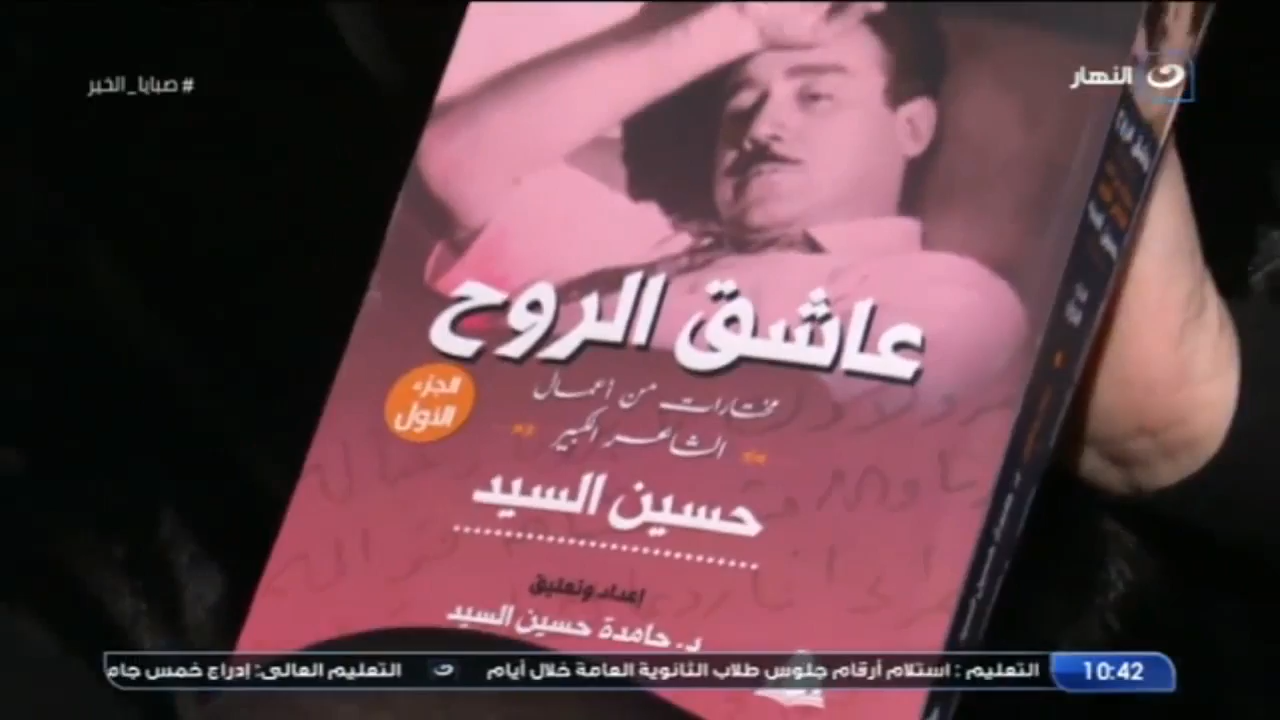 #صبايا_الخير
النهار
عاشق الروح
الجزء
الأول
مختارات من أعمال
الشاعر الكبير
حسين السيد
إعداد وتعليق
د. حامدة حسين السيد
10:42
التعليم : استلام أرقام جلوس طلاب الثانوية العامة خلال أيام
التعليم العالى: إدراج خمس جام